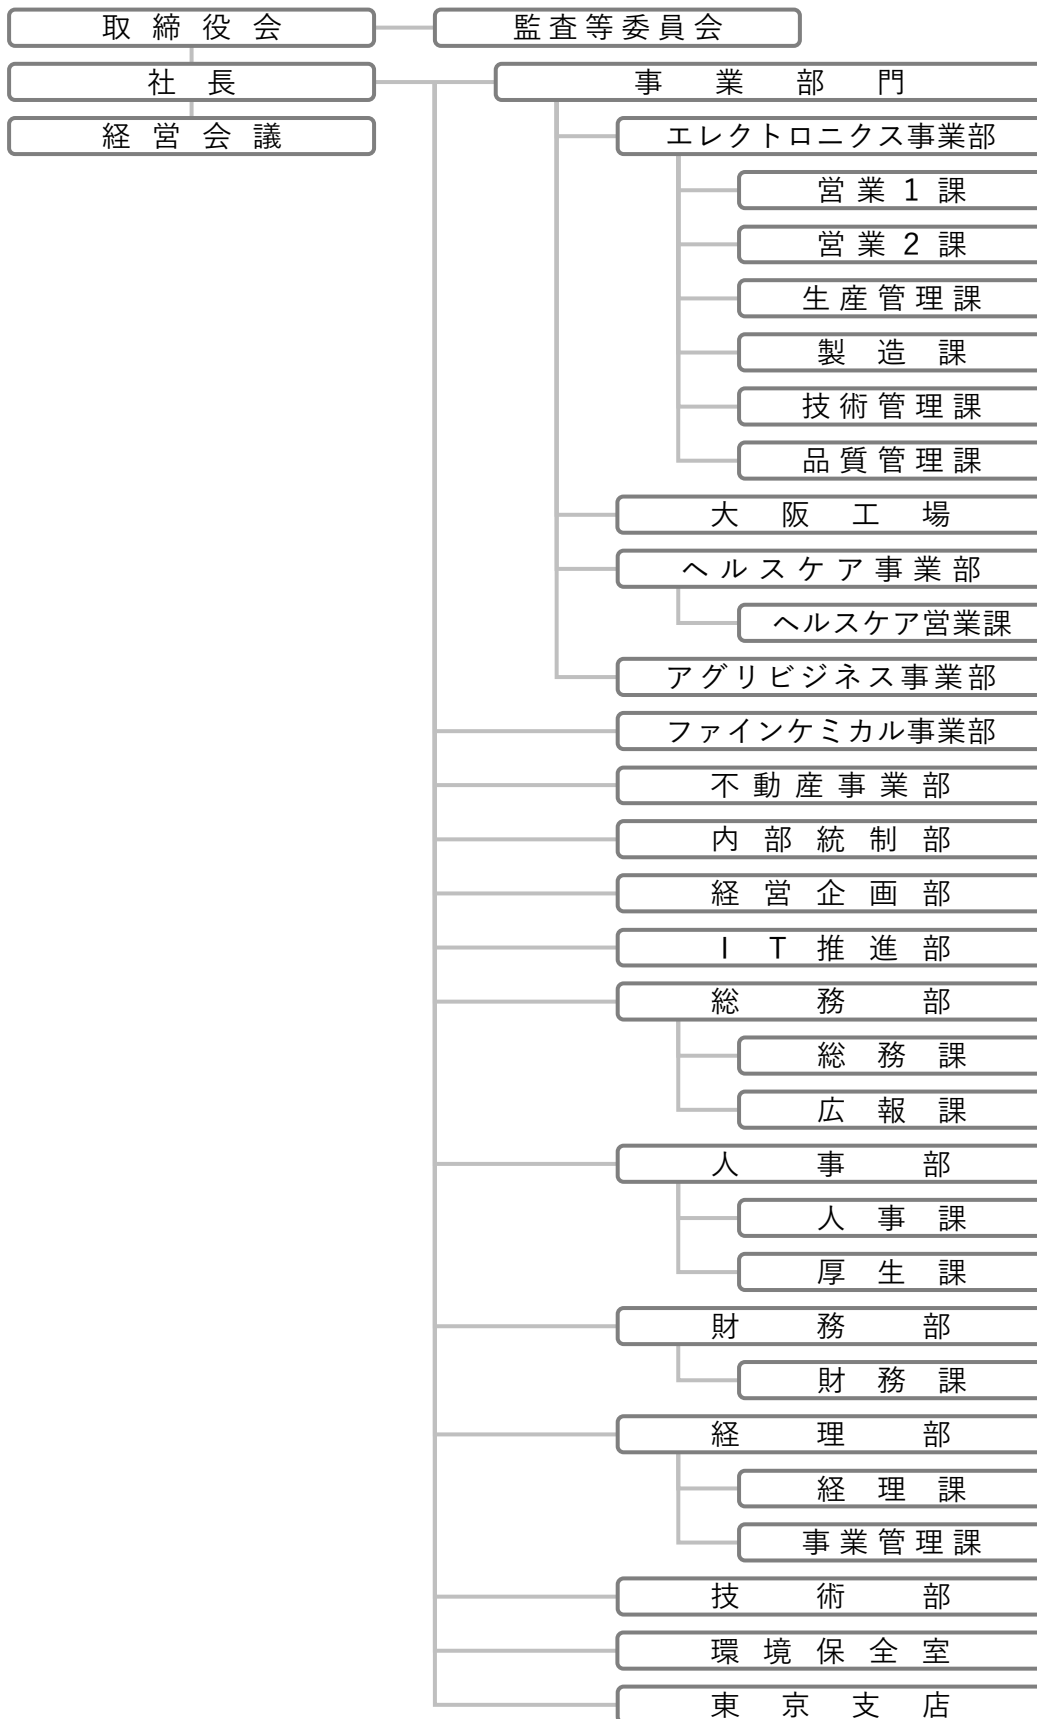 取締役会
監査等委員会
社長
事業部門
経営会議
エレクトロニクス事業部
営業1課
営業2課
生産管理課
製造課
技術管理課
品質管理課
大阪工場
ヘルスケア事業部
ヘルスケア営業課
アグリビジネス事業部
ファインケミカル事業部
不動産事業部
内部統制部
経営企画部
IT推進部
総務部
総務課
広報課
人事部
人事課
厚生課
財務部
財務課
経理部
経理課
事業管理課
技術部
環境保全室
東京支店